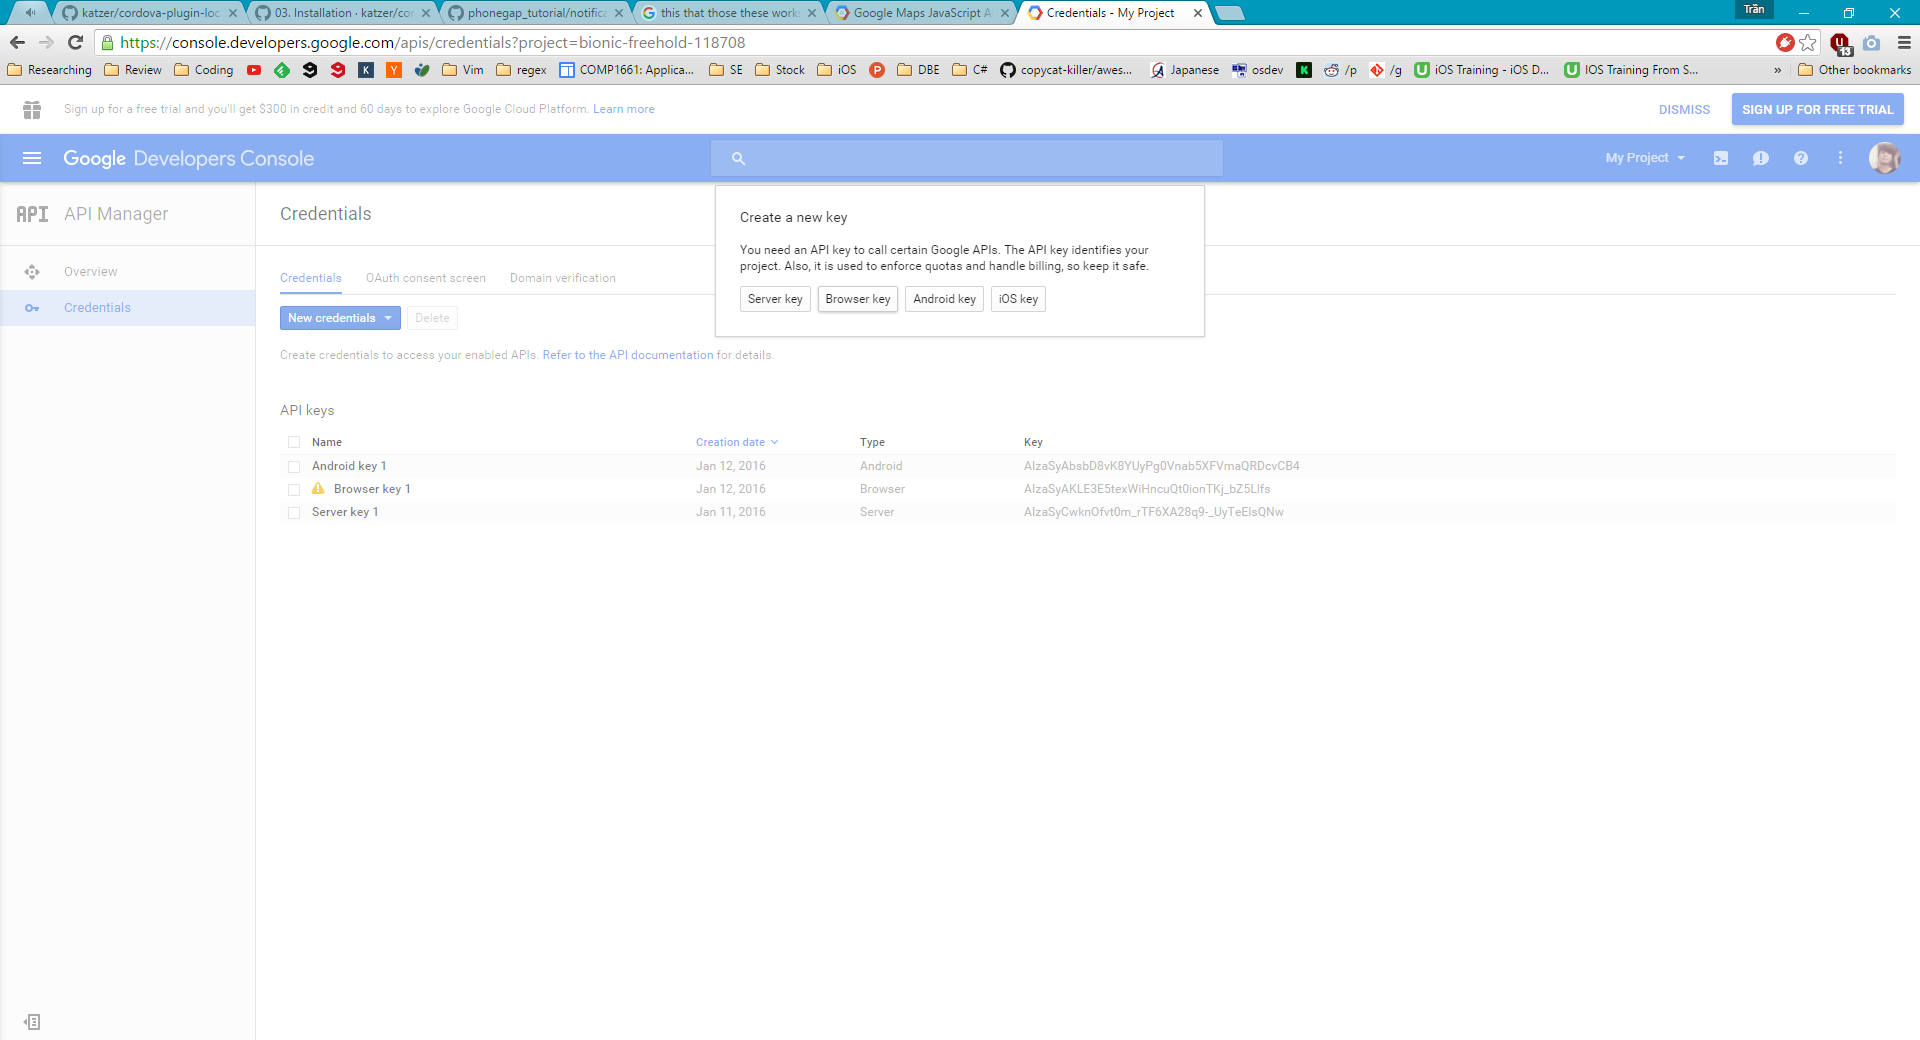 katzer/cordova-plugin-loc
03. Installation · katzer/cor
phonegap_tutorial/notifica
this that those these works
Google Maps JavaScript A
Credentials - My Project
Trần
https://console.developers.google.com/apis/credentials?project=bionic-freehold-118708
13
Researching
Review
Coding
Vim
regex
COMP1661: Applica...
SE
Stock
iOS
DBE
C#
copycat-killer/awes...
Japanese
osdev
/p
/g
iOS Training - iOS D...
IOS Training From S...
»
Other bookmarks
Sign up for a free trial and you'll get $300 in credit and 60 days to explore Google Cloud Platform. Learn more
DISMISS
SIGN UP FOR FREE TRIAL
Google Developers Console
My Project
API
API Manager
Credentials
Create a new key
You need an API key to call certain Google APIs. The API key identifies your
project. Also, it is used to enforce quotas and handle billing, so keep it safe.
Server key
Browser key
Android key
iOS key
Overview
Credentials
Credentials
OAuth consent screen
Domain verification
New credentials
Delete
Create credentials to access your enabled APIs. Refer to the API documentation for details.
API keys
Name
Creation date
Type
Key
Android key 1
Jan 12, 2016
Android
Browser key 1
Jan 12, 2016
Browser
Server key 1
Jan 11, 2016
Server